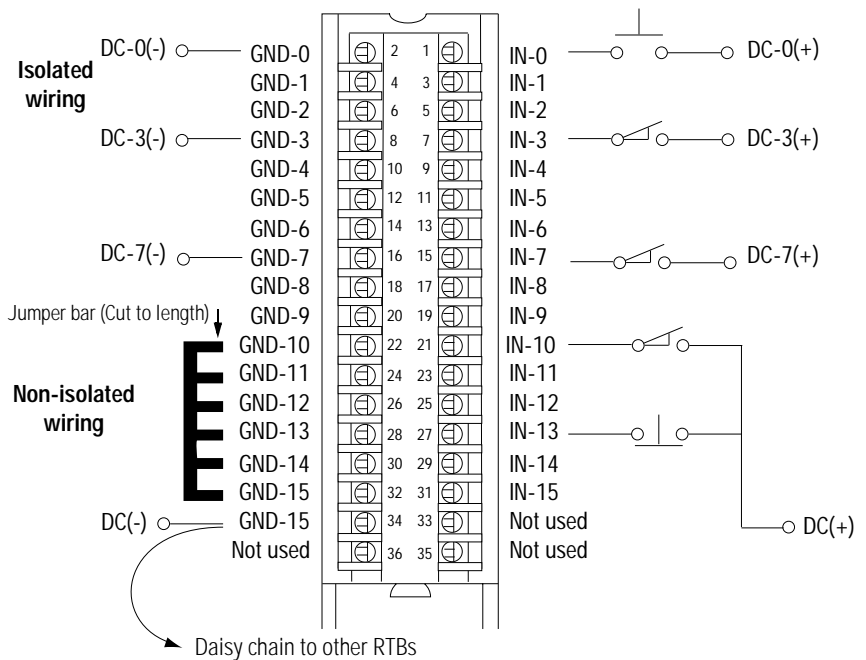 DC-0(-) GND-0 2 1 IN-0 DC-0(+)
Isolated wiring
GND-1 4 3 IN-1
GND-2 6 5 IN-2
DC-3(-) GND-3 8 7 IN-3 DC-3(+)
GND-4 10 9 IN-4
GND-5 12 11 IN-5
GND-6 14 13 IN-6
DC-7(-) GND-7 16 15 IN-7 DC-7(+)
GND-8 18 17 IN-8
Jumper bar (Cut to length) GND-9 20 19 IN-9
GND-10 22 21 IN-10
GND-11 24 23 IN-11
Non-isolated wiring
GND-12 26 25 IN-12
GND-13 28 27 IN-13
GND-14 30 29 IN-14
GND-15 32 31 IN-15
DC(-) GND-15 34 33 Not used DC(+)
Not used 36 35 Not used
Daisy chain to other RTBs